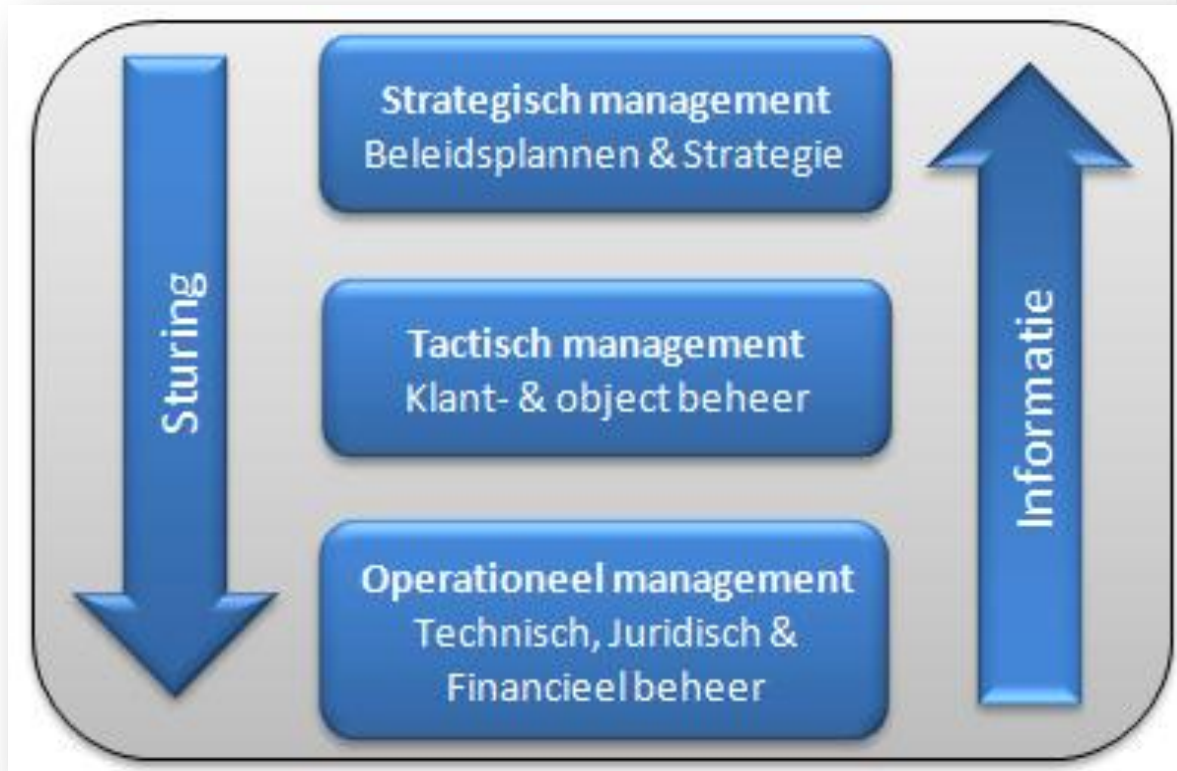 Sturing
Strategisch management
Beleidsplannen & Strategie
Tactisch management
Klant- & object beheer
Operationeel management
Technisch, Juridisch &
Financieel beheer
Informatie